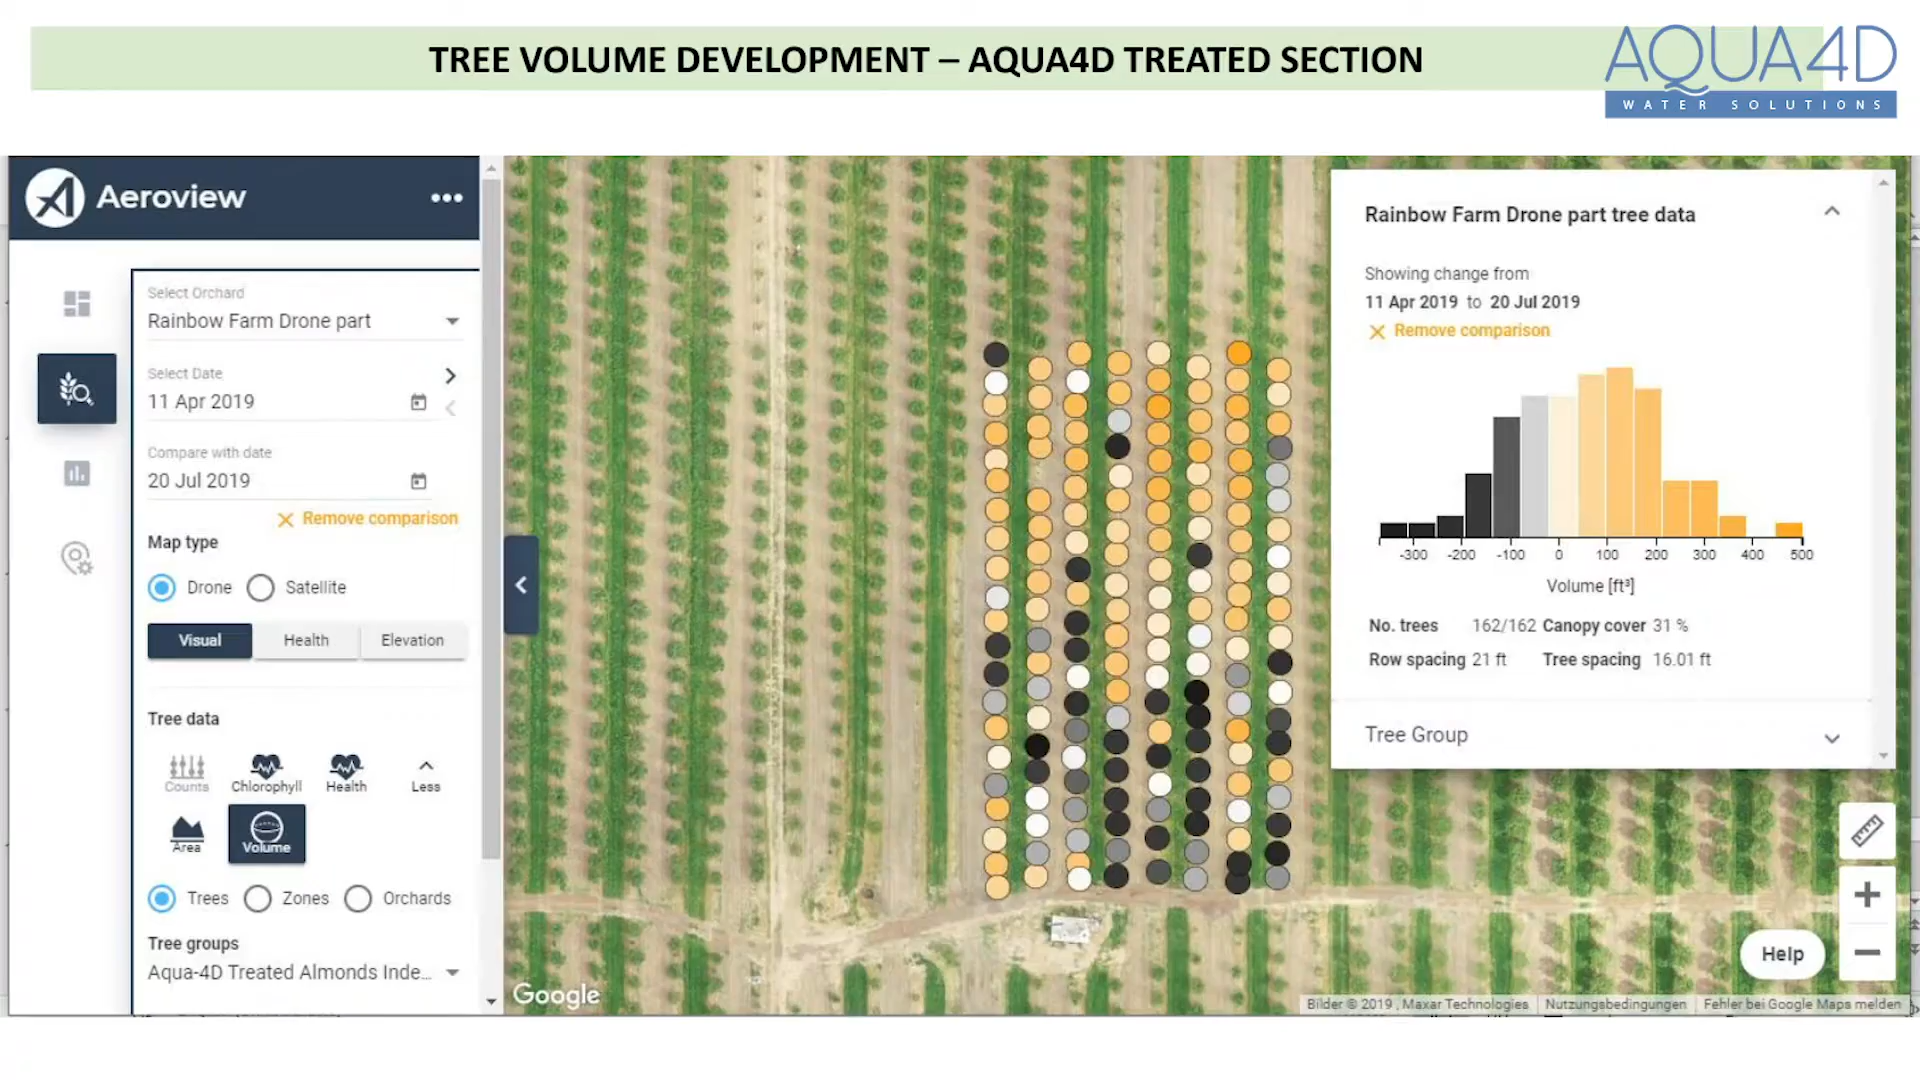 TREE VOLUME DEVELOPMENT – AQUA4D TREATED SECTION
AQUA4D
WATER SOLUTIONS
Aeroview
Select Orchard
Rainbow Farm Drone part
Select Date
11 Apr 2019
Compare with date
20 Jul 2019
Remove comparison
Map type
Drone
Satellite
Visual
Health
Elevation
Tree data
Counts
Chlorophyll
Health
Less
Area
Volume
Trees
Zones
Orchards
Tree groups
Aqua-4D Treated Almonds Inde...
Google
Rainbow Farm Drone part tree data
Showing change from
11 Apr 2019 to 20 Jul 2019
Remove comparison
-300 -200 -100 0 100 200 300 400 500
Volume [ft³]
No. trees 162/162 Canopy cover 31 %
Row spacing 21 ft Tree spacing 16.01 ft
Tree Group
Help
Bilder © 2019 , Maxar Technologies
Nutzungsbedingungen
Fehler bei Google Maps melden